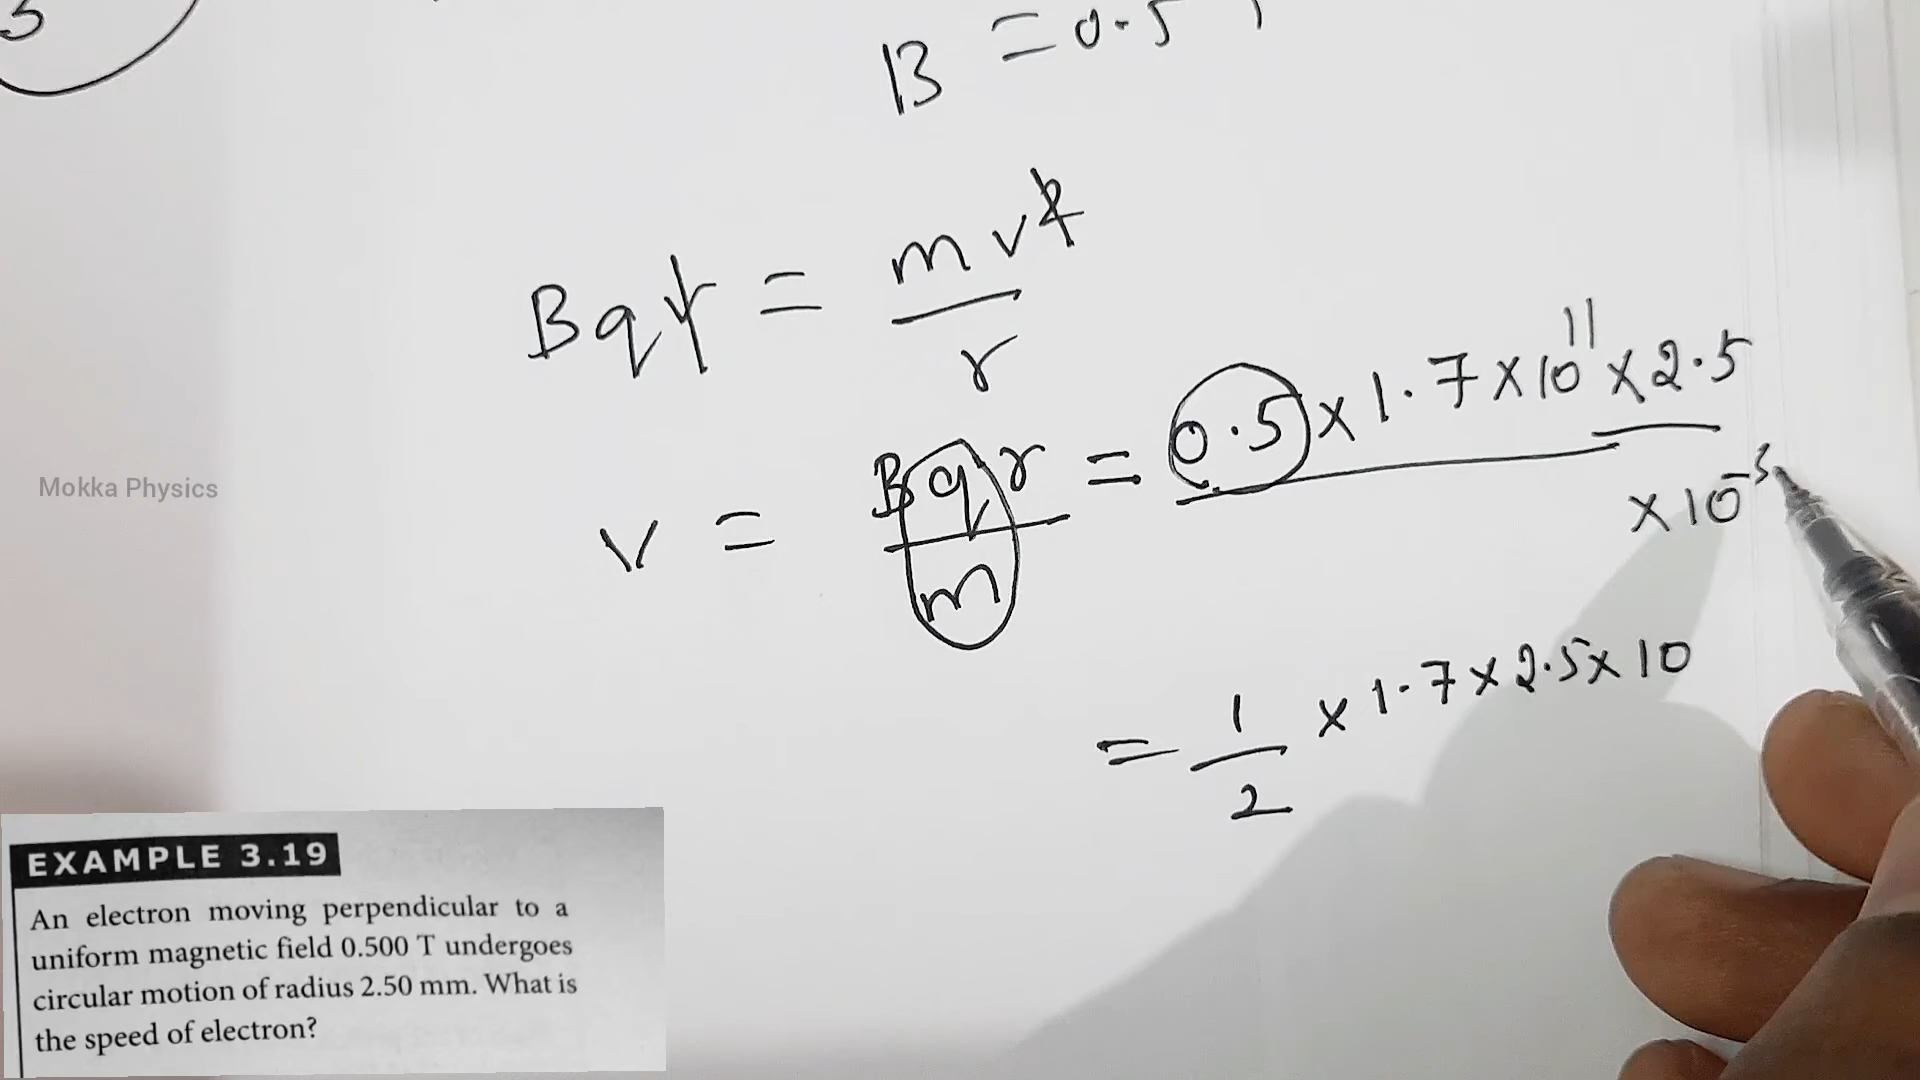 5
B = 0.5
Bqv = mv²/r
v = Bqr/m = 0.5 × 1.7 × 10¹¹ × 2.5
× 10⁻³
= 1/2 × 1.7 × 2.5 × 10
Mokka Physics
EXAMPLE 3.19
An electron moving perpendicular to a
uniform magnetic field 0.500 T undergoes
circular motion of radius 2.50 mm. What is
the speed of electron?